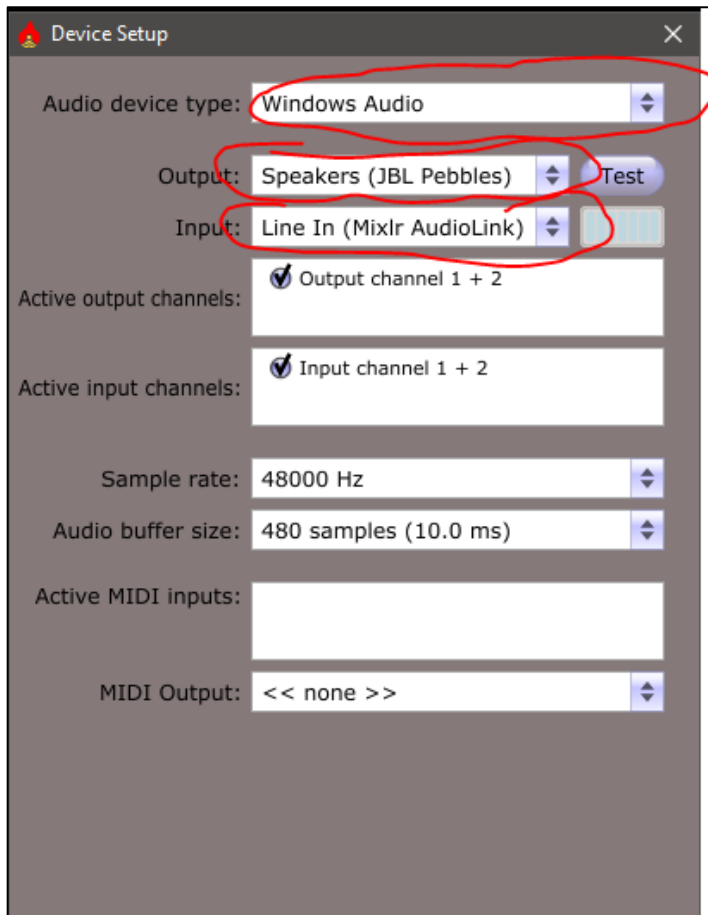 Device Setup
Audio device type: Windows Audio
Output: Speakers (JBL Pebbles) Test
Input: Line In (Mixlr AudioLink)
Active output channels: Output channel 1 + 2
Active input channels: Input channel 1 + 2
Sample rate: 48000 Hz
Audio buffer size: 480 samples (10.0 ms)
Active MIDI inputs:
MIDI Output: << none >>